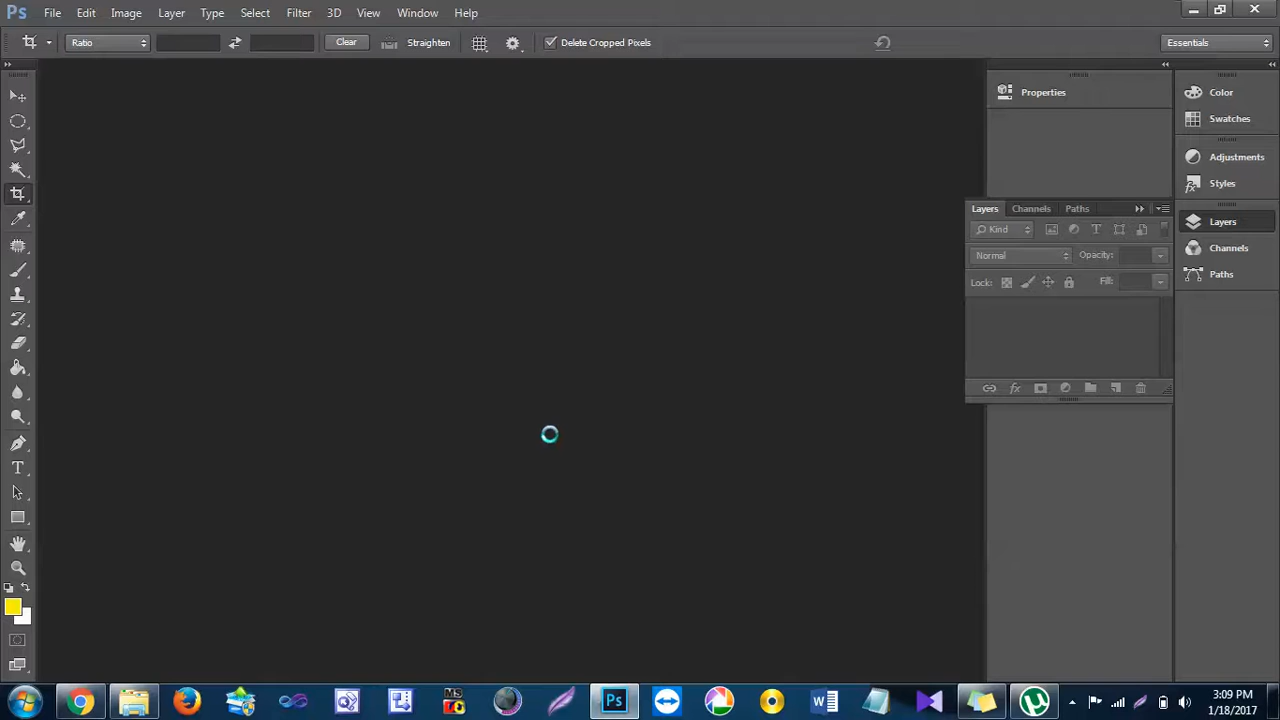 Ps File Edit Image Layer Type Select Filter 3D View Window Help
Ratio Clear Straighten Delete Cropped Pixels Essentials
Properties
Color
Swatches
Adjustments
Styles
Layers Channels Paths
Layers
Kind
Channels
Normal Opacity:
Paths
Lock: Fill:
T
MS
Ps
W
3:09 PM
1/18/2017